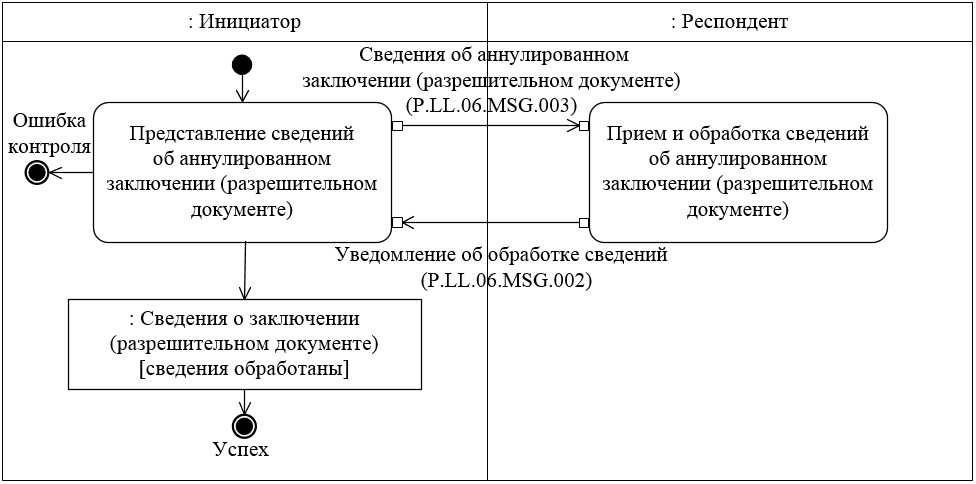 : Инициатор
: Респондент
Сведения об аннулированном
заключении (разрешительном документе)
(P.LL.06.MSG.003)
Ошибка
контроля
Представление сведений
об аннулированном
заключении (разрешительном
документе)
Прием и обработка сведений
об аннулированном
заключении (разрешительном
документе)
Уведомление об обработке сведений
(P.LL.06.MSG.002)
: Сведения о заключении
(разрешительном документе)
[сведения обработаны]
Успех